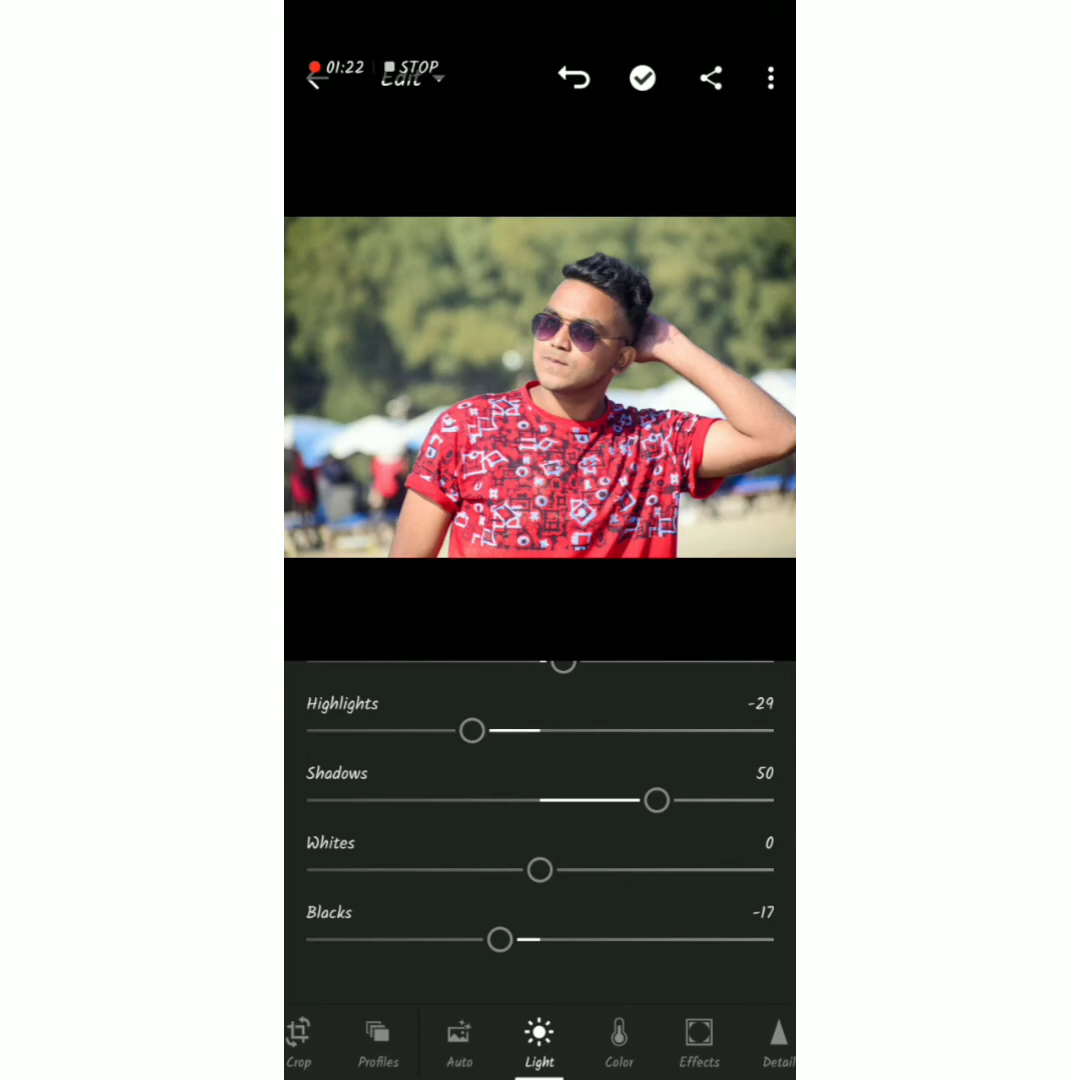 01:22 STOP
Edit
Highlights -29
Shadows 50
Whites 0
Blacks -17
Crop Profiles Auto Light Color Effects Detail